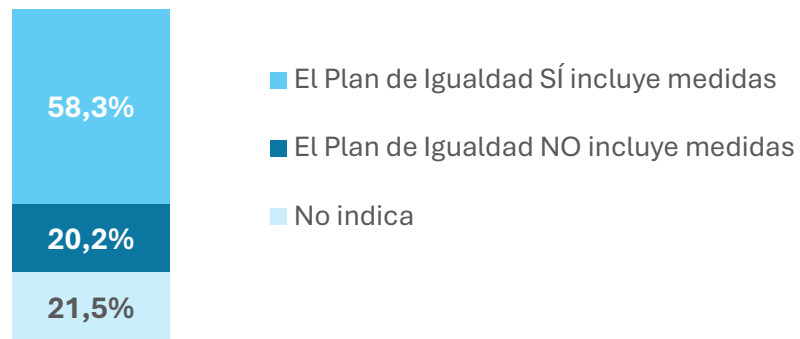 58,3%
20,2%
21,5%
El Plan de Igualdad SÍ incluye medidas
El Plan de Igualdad NO incluye medidas
No indica